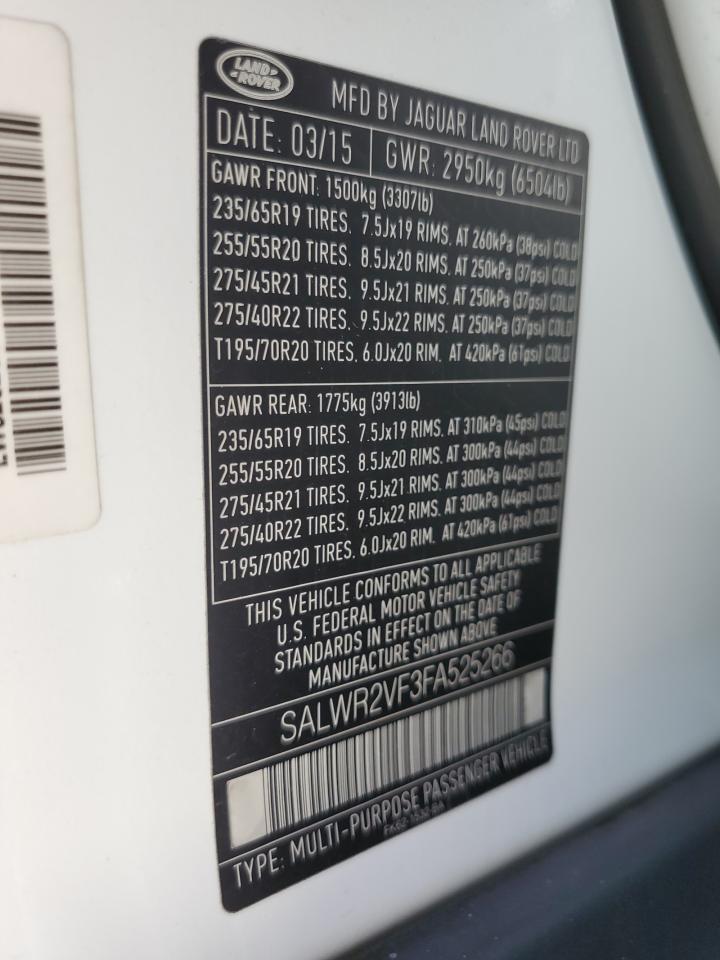 LAND ROVER
MFD BY JAGUAR LAND ROVER LTD
DATE: 03/15 GWR: 2950kg (6504lb)
GAWR FRONT: 1500kg (3307lb)
235/65R19 TIRES, 7.5Jx19 RIMS, AT 260kPa (38psi) COLD
255/55R20 TIRES, 8.5Jx20 RIMS, AT 250kPa (37psi) COLD
275/45R21 TIRES, 9.5Jx21 RIMS, AT 250kPa (37psi) COLD
275/40R22 TIRES, 9.5Jx22 RIMS, AT 250kPa (37psi) COLD
T195/70R20 TIRES, 6.0Jx20 RIM, AT 420kPa (61psi) COLD
GAWR REAR: 1775kg (3913lb)
235/65R19 TIRES, 7.5Jx19 RIMS, AT 310kPa (45psi) COLD
255/55R20 TIRES, 8.5Jx20 RIMS, AT 300kPa (44psi) COLD
275/45R21 TIRES, 9.5Jx21 RIMS, AT 300kPa (44psi) COLD
275/40R22 TIRES, 9.5Jx22 RIMS, AT 300kPa (44psi) COLD
T195/70R20 TIRES, 6.0Jx20 RIM, AT 420kPa (61psi) COLD
THIS VEHICLE CONFORMS TO ALL APPLICABLE
U.S. FEDERAL MOTOR VEHICLE SAFETY
STANDARDS IN EFFECT ON THE DATE OF
MANUFACTURE SHOWN ABOVE
SALWR2VF3FA525266
TYPE: MULTI-PURPOSE PASSENGER VEHICLE